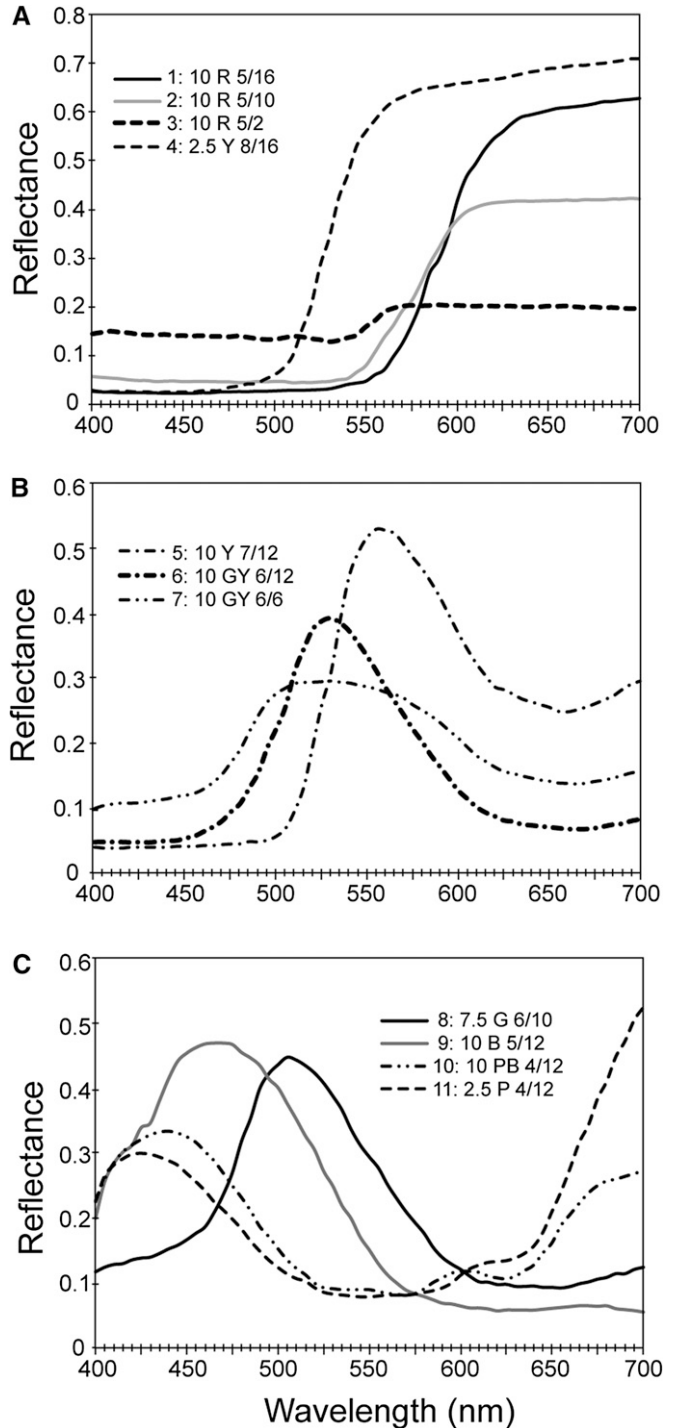 A
0.8
0.7
0.6
0.5
0.4
0.3
0.2
0.1
0
Reflectance
1: 10 R 5/16
2: 10 R 5/10
3: 10 R 5/2
4: 2.5 Y 8/16
400 450 500 550 600 650 700
B
0.6
0.5
0.4
0.3
0.2
0.1
0
Reflectance
5: 10 Y 7/12
6: 10 GY 6/12
7: 10 GY 6/6
400 450 500 550 600 650 700
C
0.6
0.5
0.4
0.3
0.2
0.1
0
Reflectance
8: 7.5 G 6/10
9: 10 B 5/12
10: 10 PB 4/12
11: 2.5 P 4/12
400 450 500 550 600 650 700
Wavelength (nm)